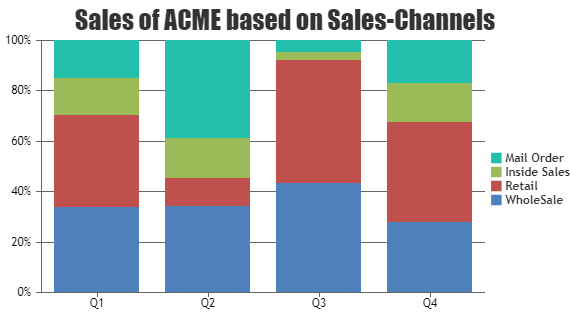 Sales of ACME based on Sales-Channels
100%
80%
60%
40%
20%
0%
Q1 Q2 Q3 Q4
Mail Order
Inside Sales
Retail
WholeSale